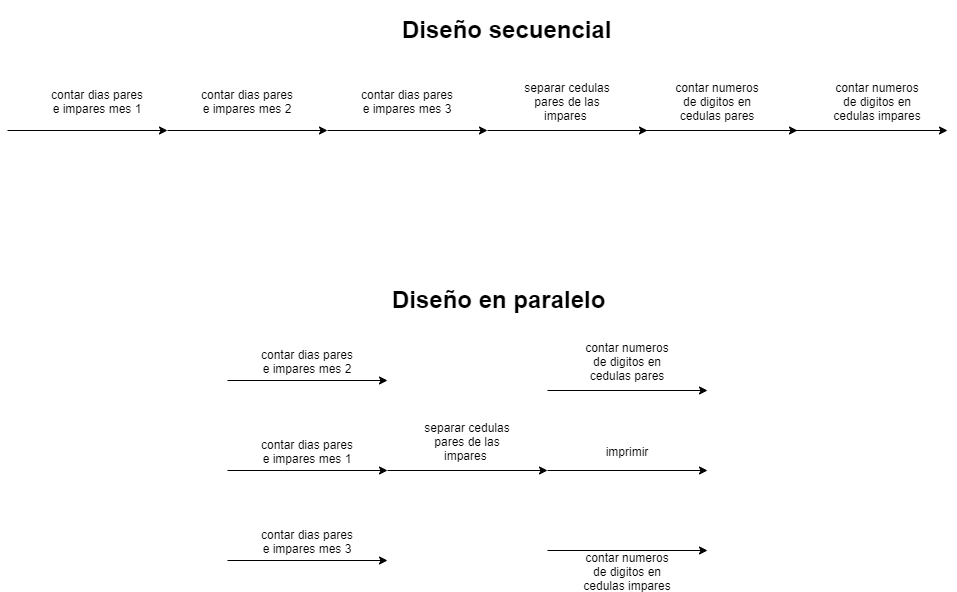 Diseño secuencial
contar dias pares
e impares mes 1
contar dias pares
e impares mes 2
contar dias pares
e impares mes 3
separar cedulas
pares de las
impares
contar numeros
de digitos en
cedulas pares
contar numeros
de digitos en
cedulas impares
Diseño en paralelo
contar dias pares
e impares mes 2
contar numeros
de digitos en
cedulas pares
contar dias pares
e impares mes 1
separar cedulas
pares de las
impares
imprimir
contar dias pares
e impares mes 3
contar numeros
de digitos en
cedulas impares